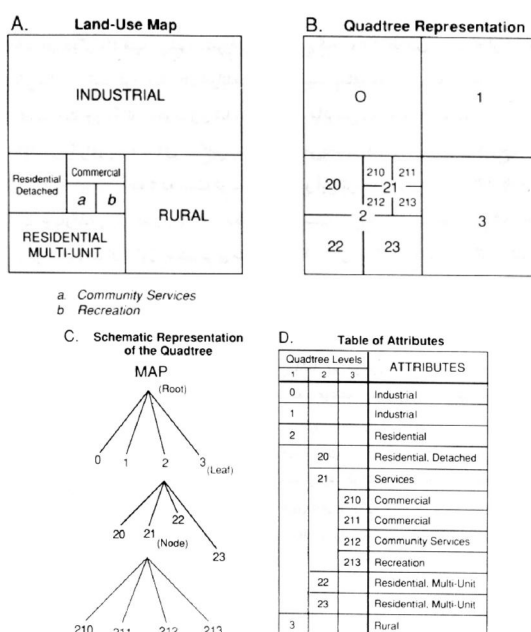 A. Land-Use Map
INDUSTRIAL
Residential
Detached
Commercial
a b
RURAL
RESIDENTIAL
MULTI-UNIT
a Community Services
b Recreation
B. Quadtree Representation
0 1
20 210 211
21
212 213
2
22 23
3
C. Schematic Representation
of the Quadtree
MAP
(Root)
0 1 2 3
(Leaf)
20 21 22 23
(Node)
210 211 212 213
D. Table of Attributes
Quadtree Levels ATTRIBUTES
1 2 3
0 Industrial
1 Industrial
2 Residential
20 Residential, Detached
21 Services
210 Commercial
211 Commercial
212 Community Services
213 Recreation
22 Residential, Multi-Unit
23 Residential, Multi-Unit
3 Rural